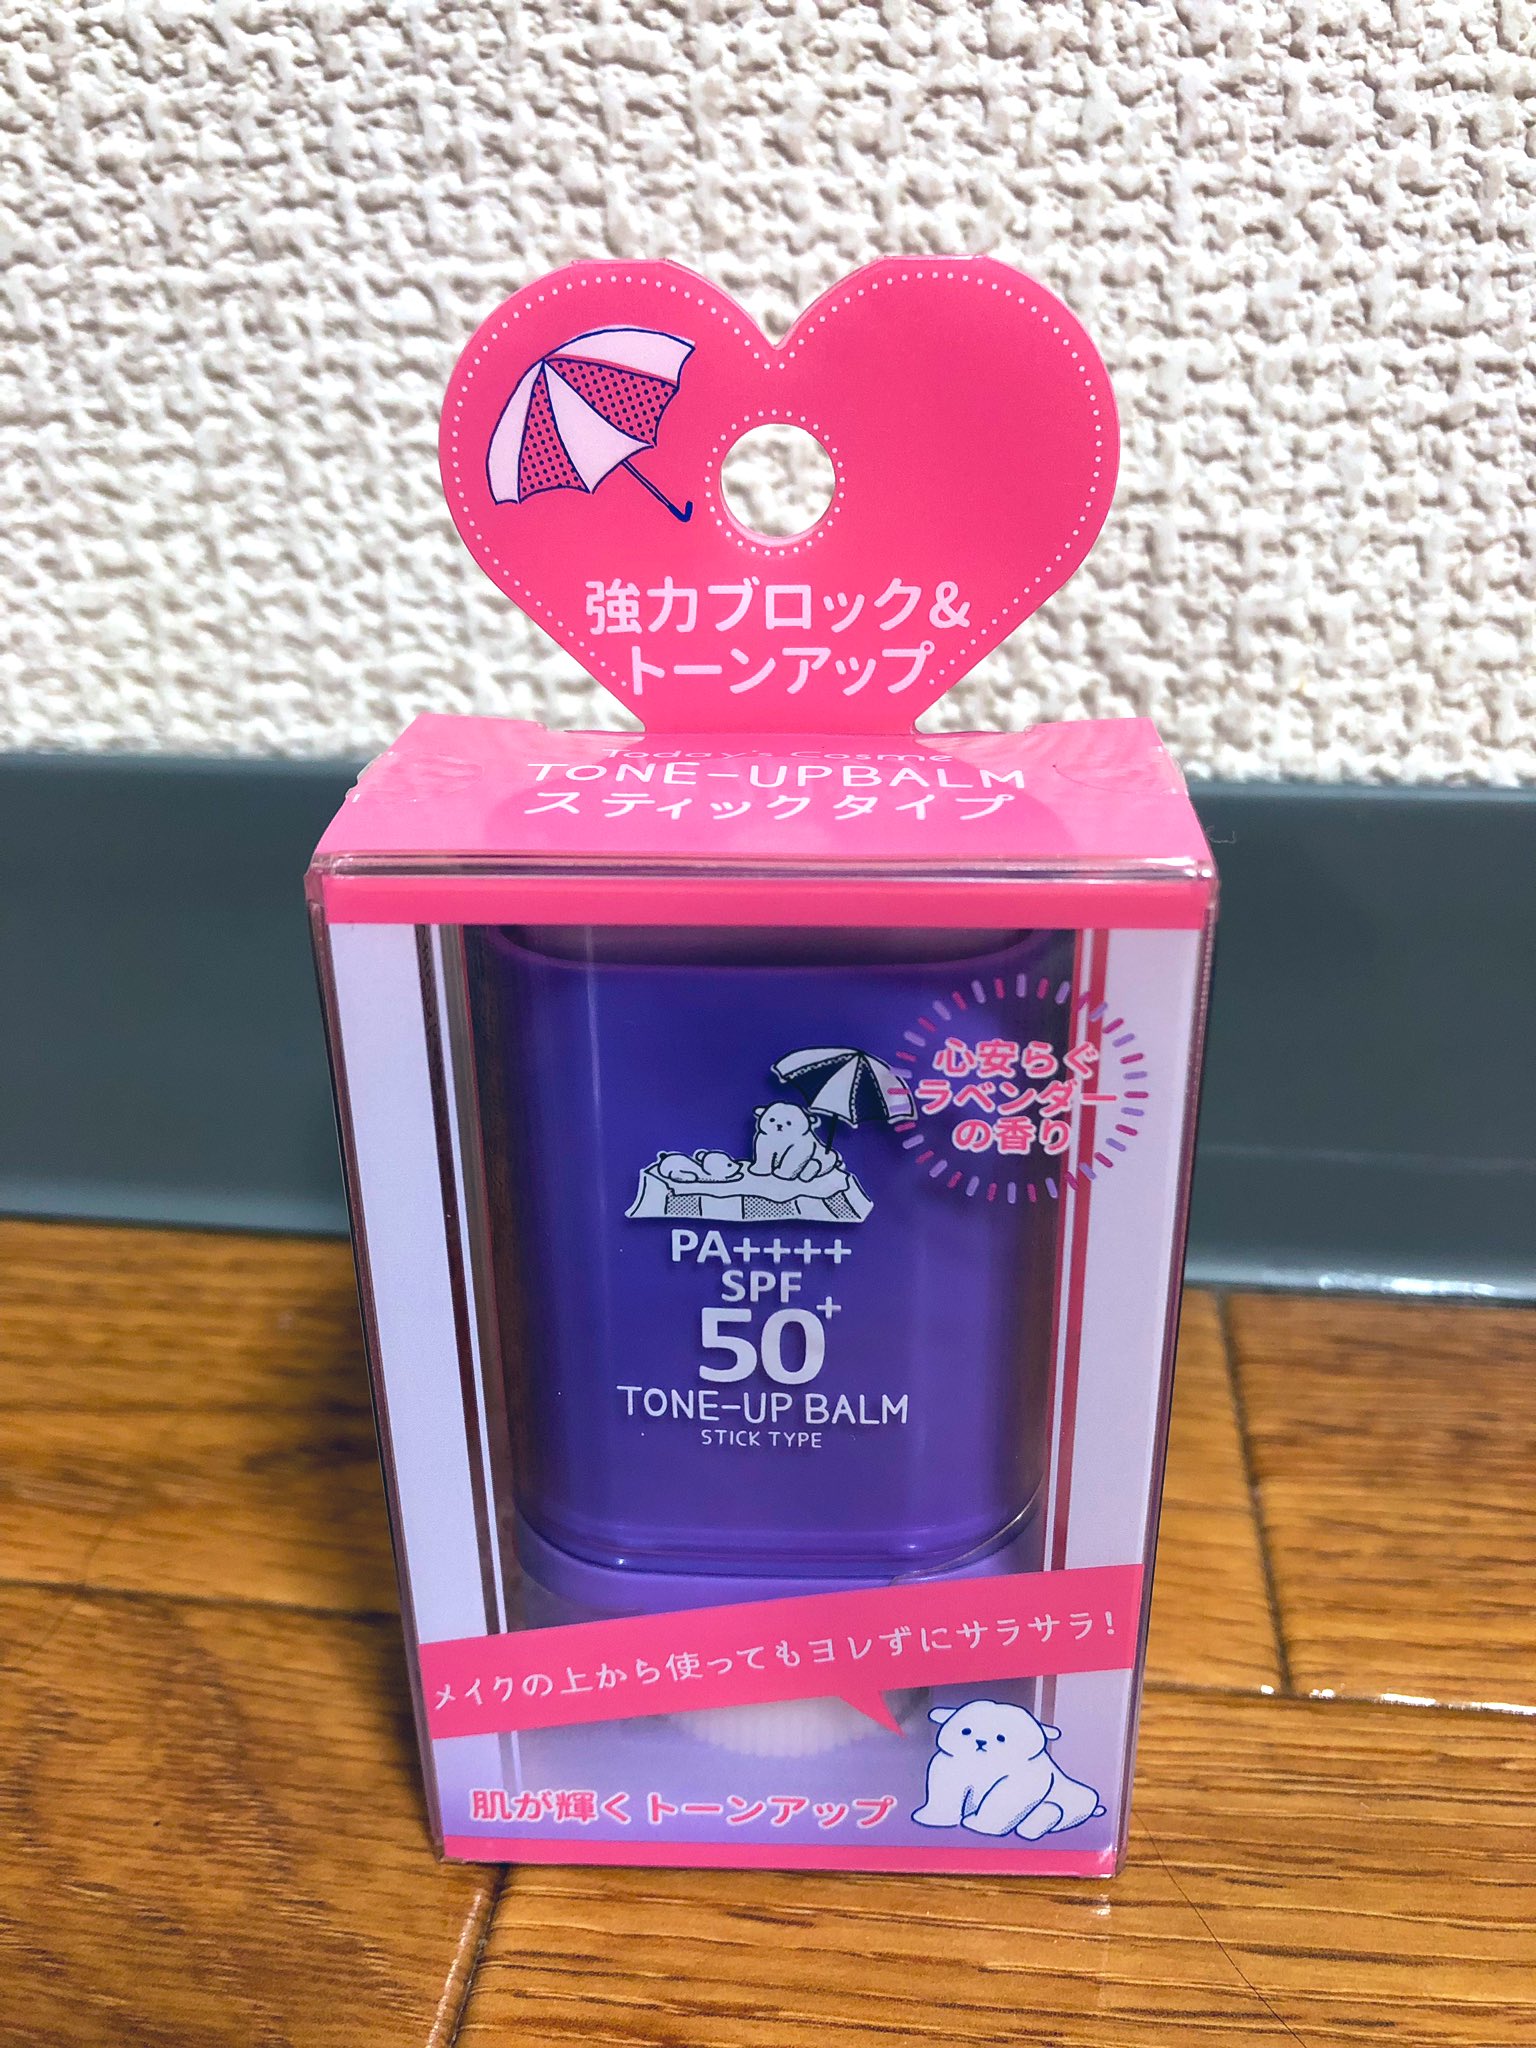 強力ブロック&
トーンアップ
Today's Cosme
TONE-UPBALM
スティックタイプ
心安らぐ
ラベンダー
の香り
PA++++
SPF
50+
TONE-UP BALM
STICK TYPE
メイクの上から使ってもヨレずにサラサラ!
肌が輝くトーンアップ